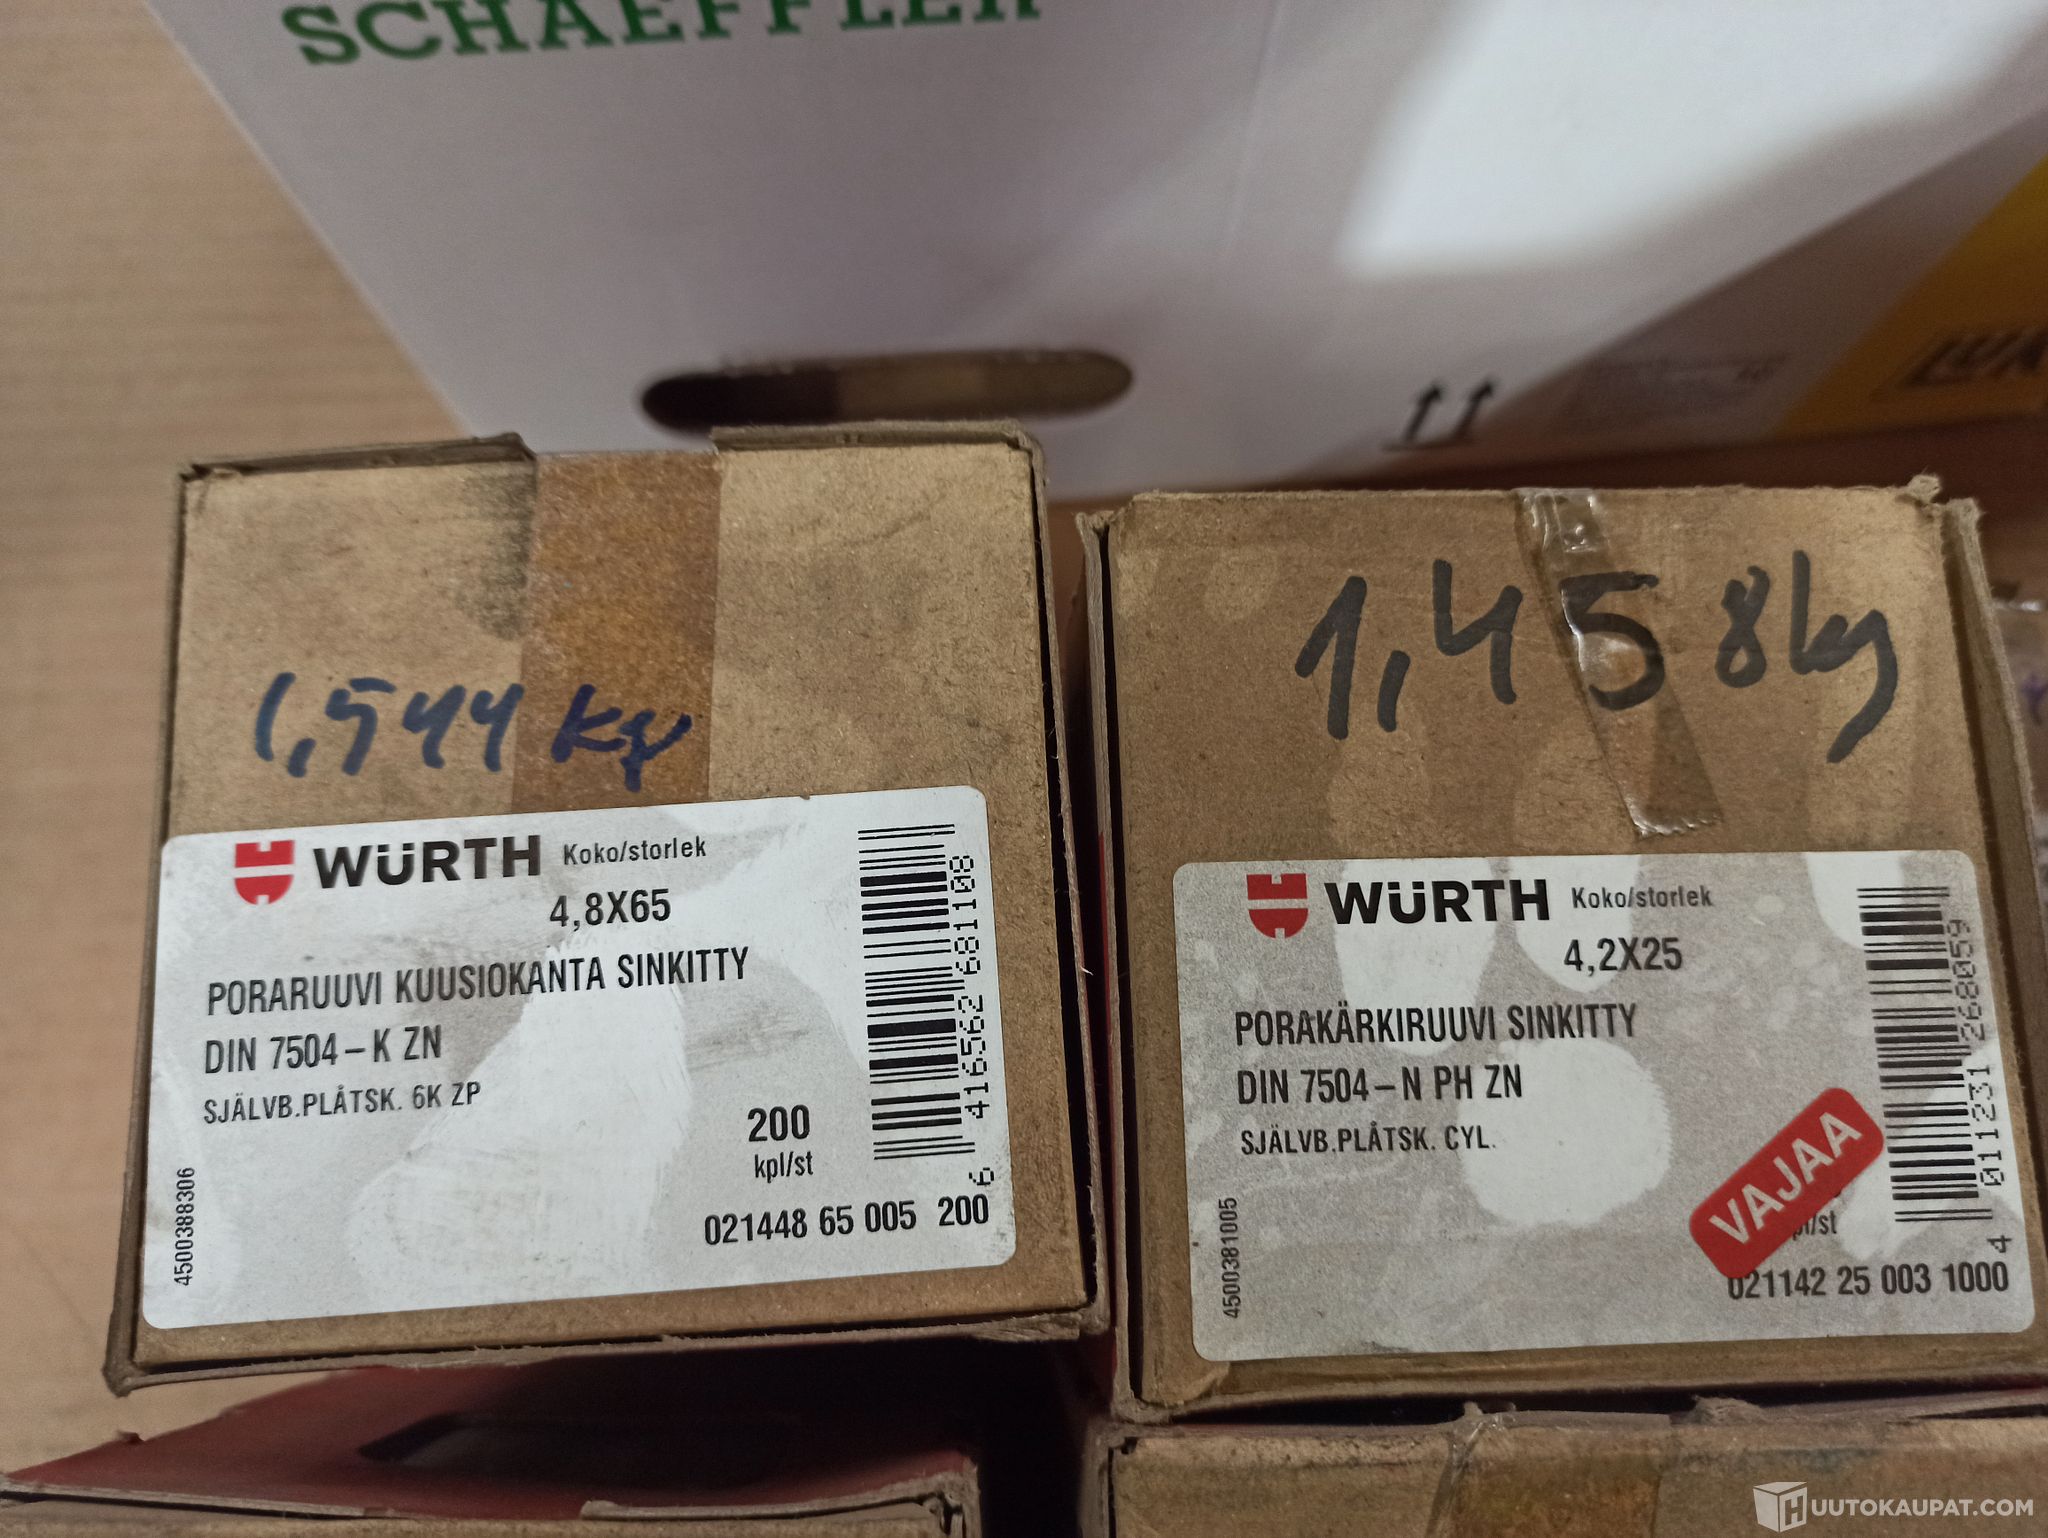 SCHAEFFLER
1,544 kg
WÜRTH Koko/storlek
4,8X65
PORARUUVI KUUSIOKANTA SINKITTY
DIN 7504 – K ZN
SJÄLVB.PLÅTSK. 6K ZP
200
kpl/st
021448 65 005 200
4500388306
6 416562 681108
1,458 kg
WÜRTH Koko/storlek
4,2X25
PORAKÄRKIRUUVI SINKITTY
DIN 7504 – N PH ZN
SJÄLVB.PLÅTSK. CYL.
VAJAA
kpl/st
021142 25 003 1000
4500381005
4 011231 268059
HUUTOKAUPAT.COM